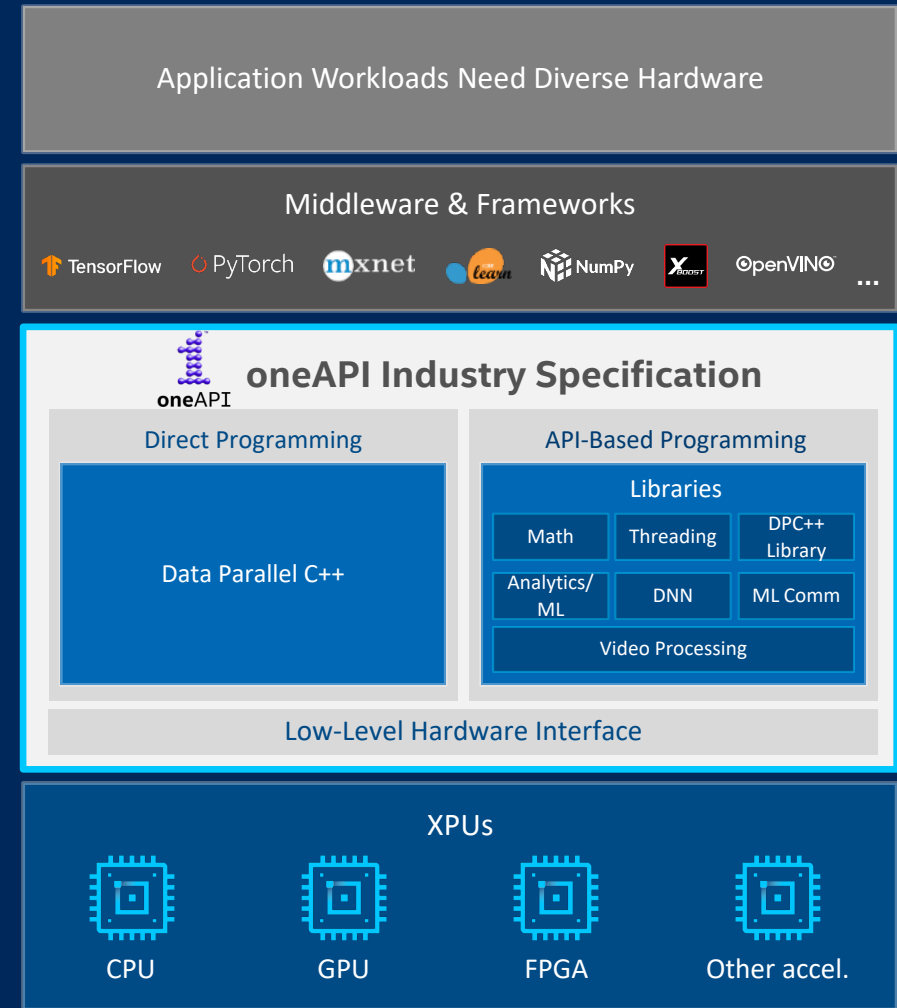 Application Workloads Need Diverse Hardware
Middleware & Frameworks
TensorFlow PyTorch mxnet learn NumPy XBOOST OpenVINO ...
oneAPI
oneAPI Industry Specification
Direct Programming
Data Parallel C++
API-Based Programming
Libraries
Math Threading DPC++
Library
Analytics/
ML
DNN ML Comm
Video Processing
Low-Level Hardware Interface
XPUs
CPU GPU FPGA Other accel.